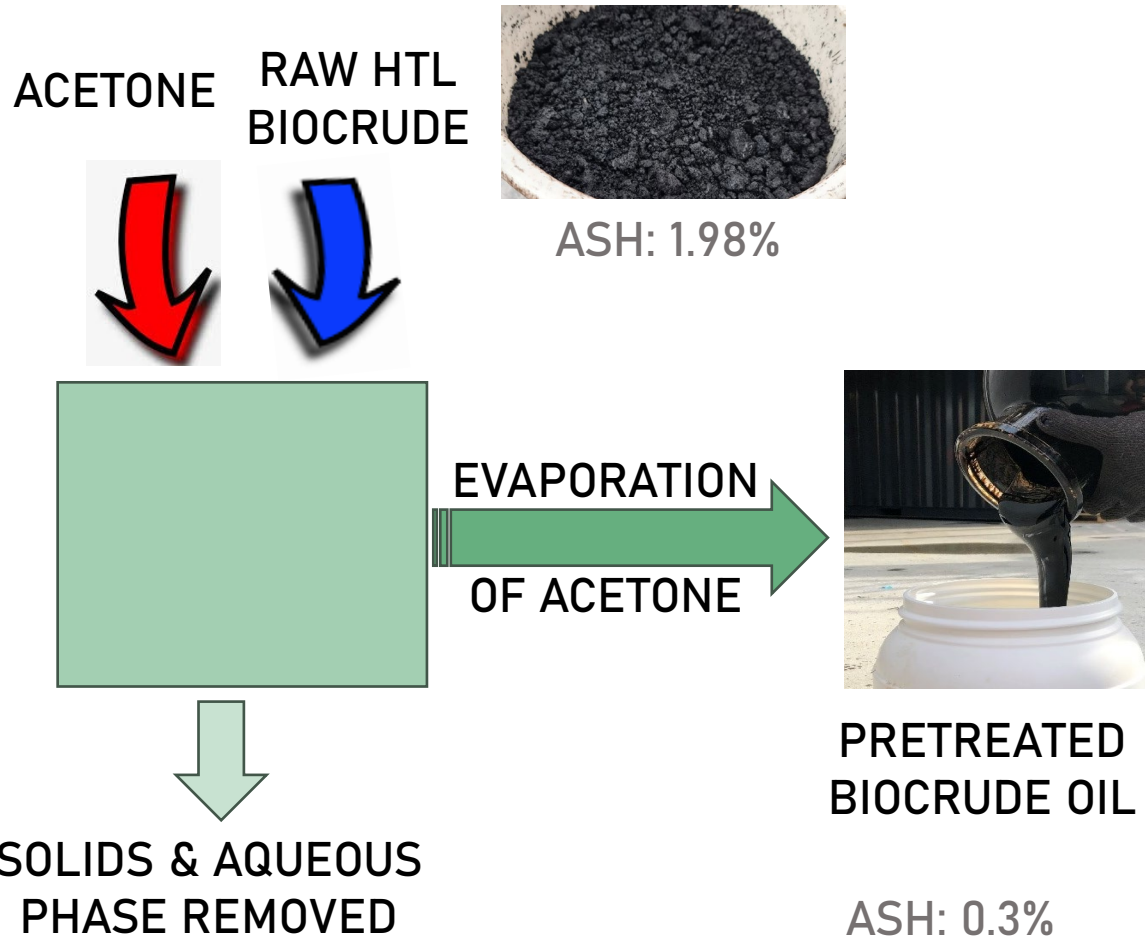 ACETONE
RAW HTL
BIOCRUDE
ASH: 1.98%
EVAPORATION
OF ACETONE
PRETREATED
BIOCRUDE OIL
SOLIDS & AQUEOUS
PHASE REMOVED
ASH: 0.3%